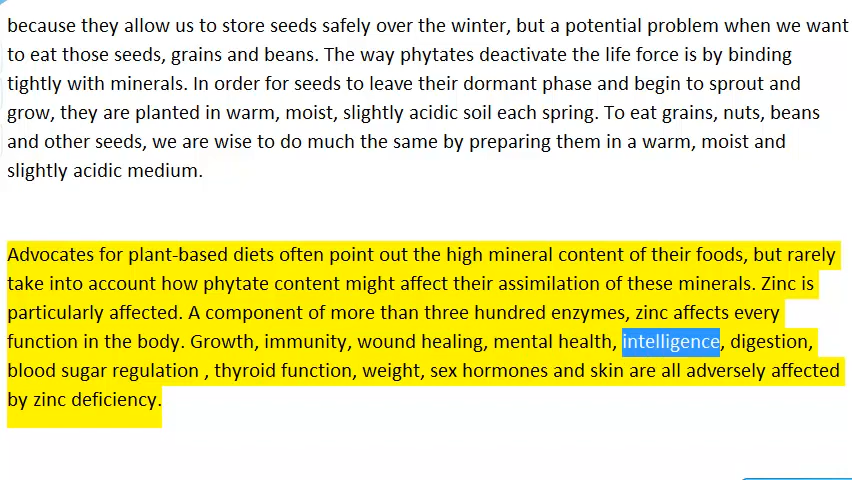 because they allow us to store seeds safely over the winter, but a potential problem when we want
to eat those seeds, grains and beans. The way phytates deactivate the life force is by binding
tightly with minerals. In order for seeds to leave their dormant phase and begin to sprout and
grow, they are planted in warm, moist, slightly acidic soil each spring. To eat grains, nuts, beans
and other seeds, we are wise to do much the same by preparing them in a warm, moist and
slightly acidic medium.
Advocates for plant-based diets often point out the high mineral content of their foods, but rarely
take into account how phytate content might affect their assimilation of these minerals. Zinc is
particularly affected. A component of more than three hundred enzymes, zinc affects every
function in the body. Growth, immunity, wound healing, mental health, intelligence, digestion,
blood sugar regulation , thyroid function, weight, sex hormones and skin are all adversely affected
by zinc deficiency.